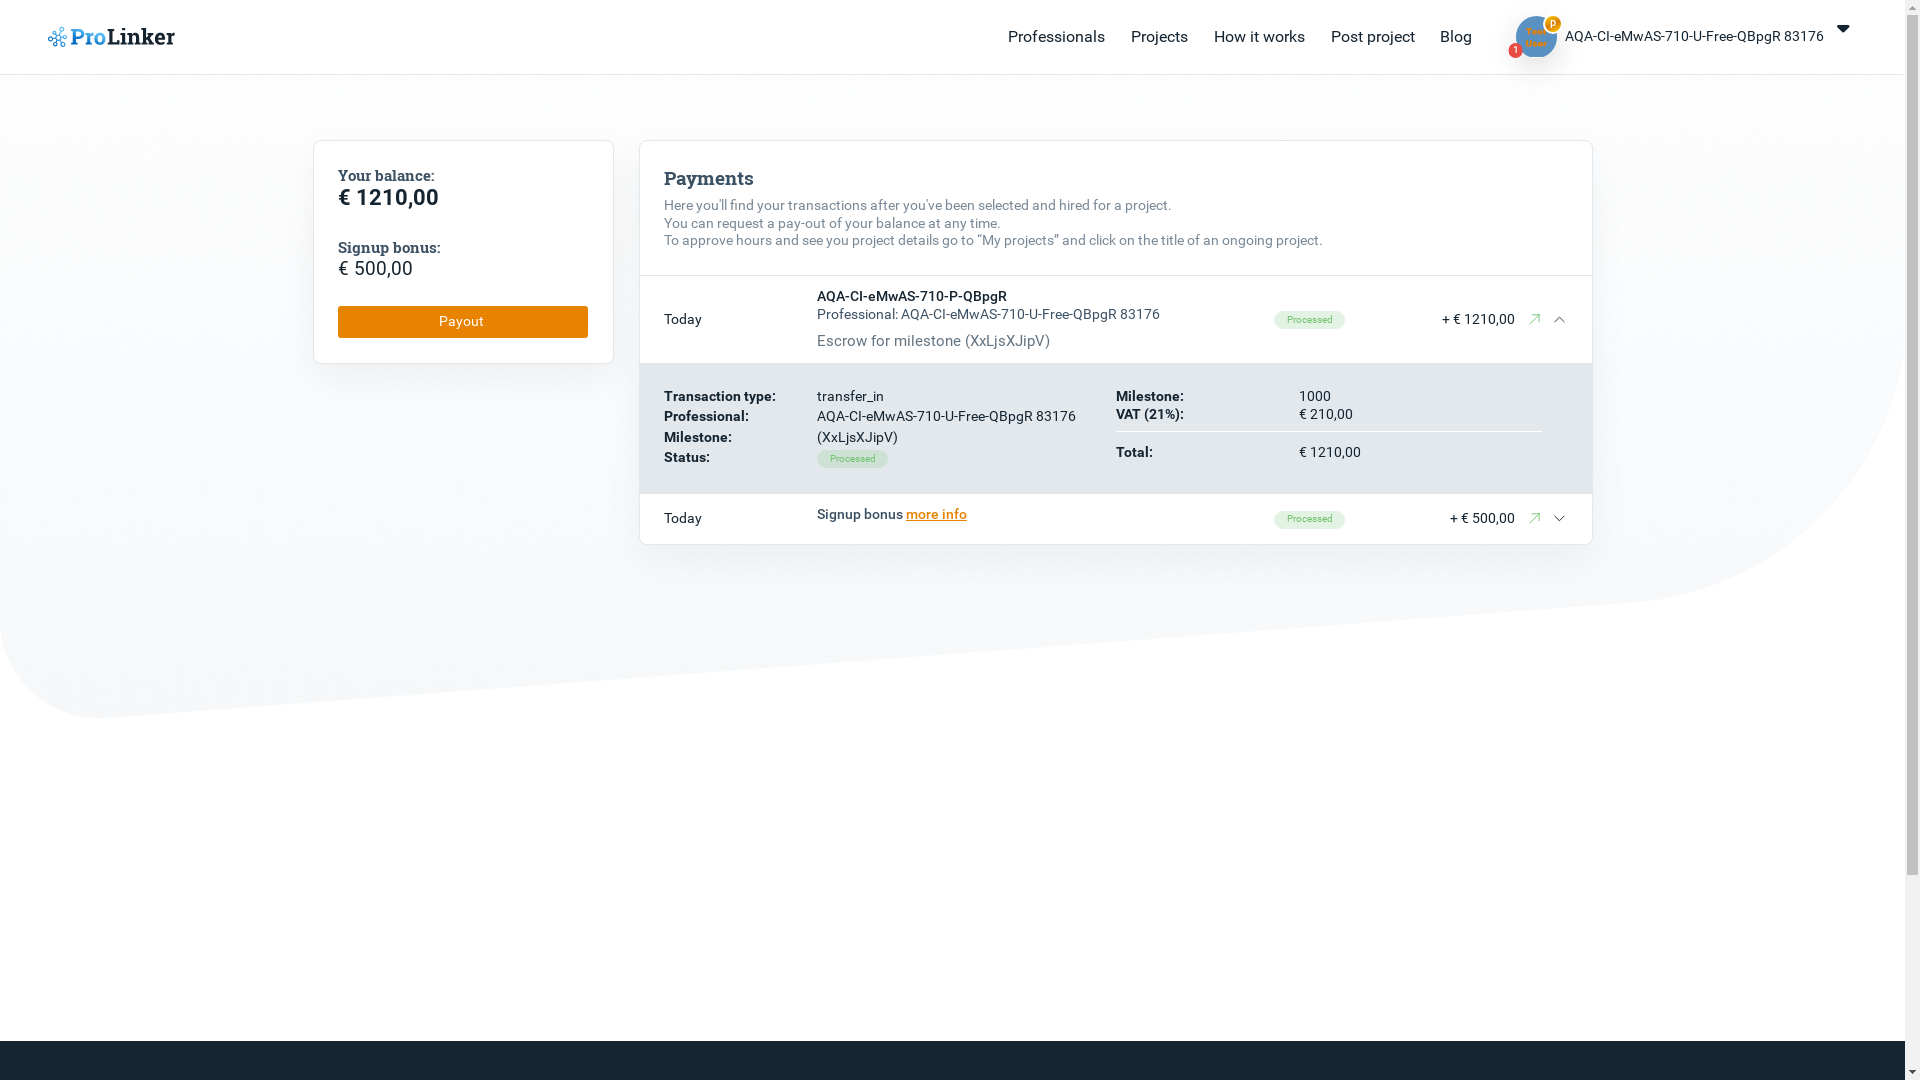 ProLinker
Professionals
Projects
How it works
Post project
Blog
p
1
AQA-CI-eMwAS-710-U-Free-QBpgR 83176
Your balance:
€ 1210,00
Signup bonus:
€ 500,00
Payout
Payments
Here you'll find your transactions after you've been selected and hired for a project.
You can request a pay-out of your balance at any time.
To approve hours and see you project details go to “My projects” and click on the title of an ongoing project.
Today
AQA-CI-eMwAS-710-P-QBpgR
Professional: AQA-CI-eMwAS-710-U-Free-QBpgR 83176
Escrow for milestone (XxLjsXJipV)
Processed
+ € 1210,00
Transaction type: transfer_in
Professional: AQA-CI-eMwAS-710-U-Free-QBpgR 83176
Milestone: (XxLjsXJipV)
Status: Processed
Milestone: 1000
VAT (21%): € 210,00
Total: € 1210,00
Today
Signup bonus more info
Processed
+ € 500,00